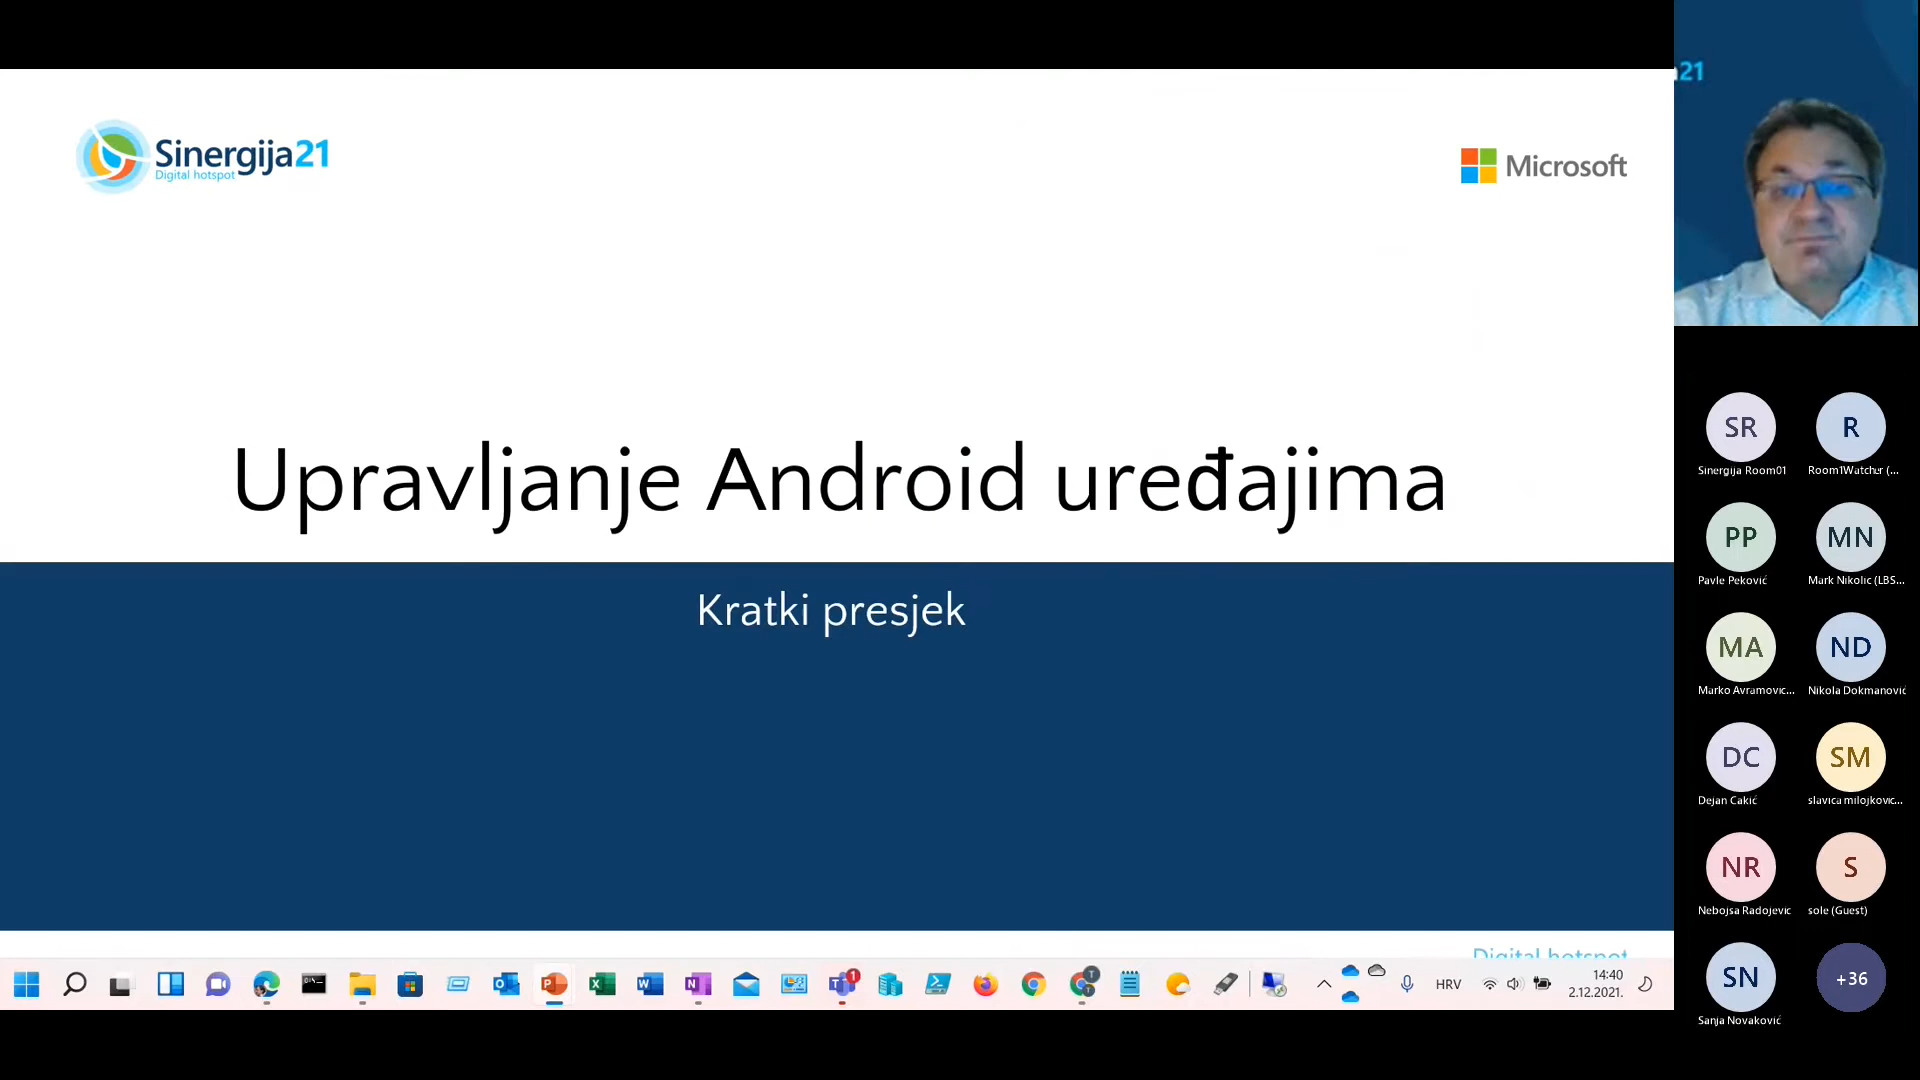 Sinergija21
Digital hotspot
Microsoft
Upravljanje Android uređajima
Kratki presjek
Digital hotspot
HRV
14:40
2.12.2021.
21
SR
R
Sinergija Room01
Room1Watcher (...
PP
MN
Pavle Peković
Mark Nikolic (LBS...
MA
ND
Marko Avramovic...
Nikola Dokmanović
DC
SM
Dejan Cakić
slavica milojkovic...
NR
S
Nebojsa Radojevic
sole (Guest)
SN
+36
Sanja Novaković